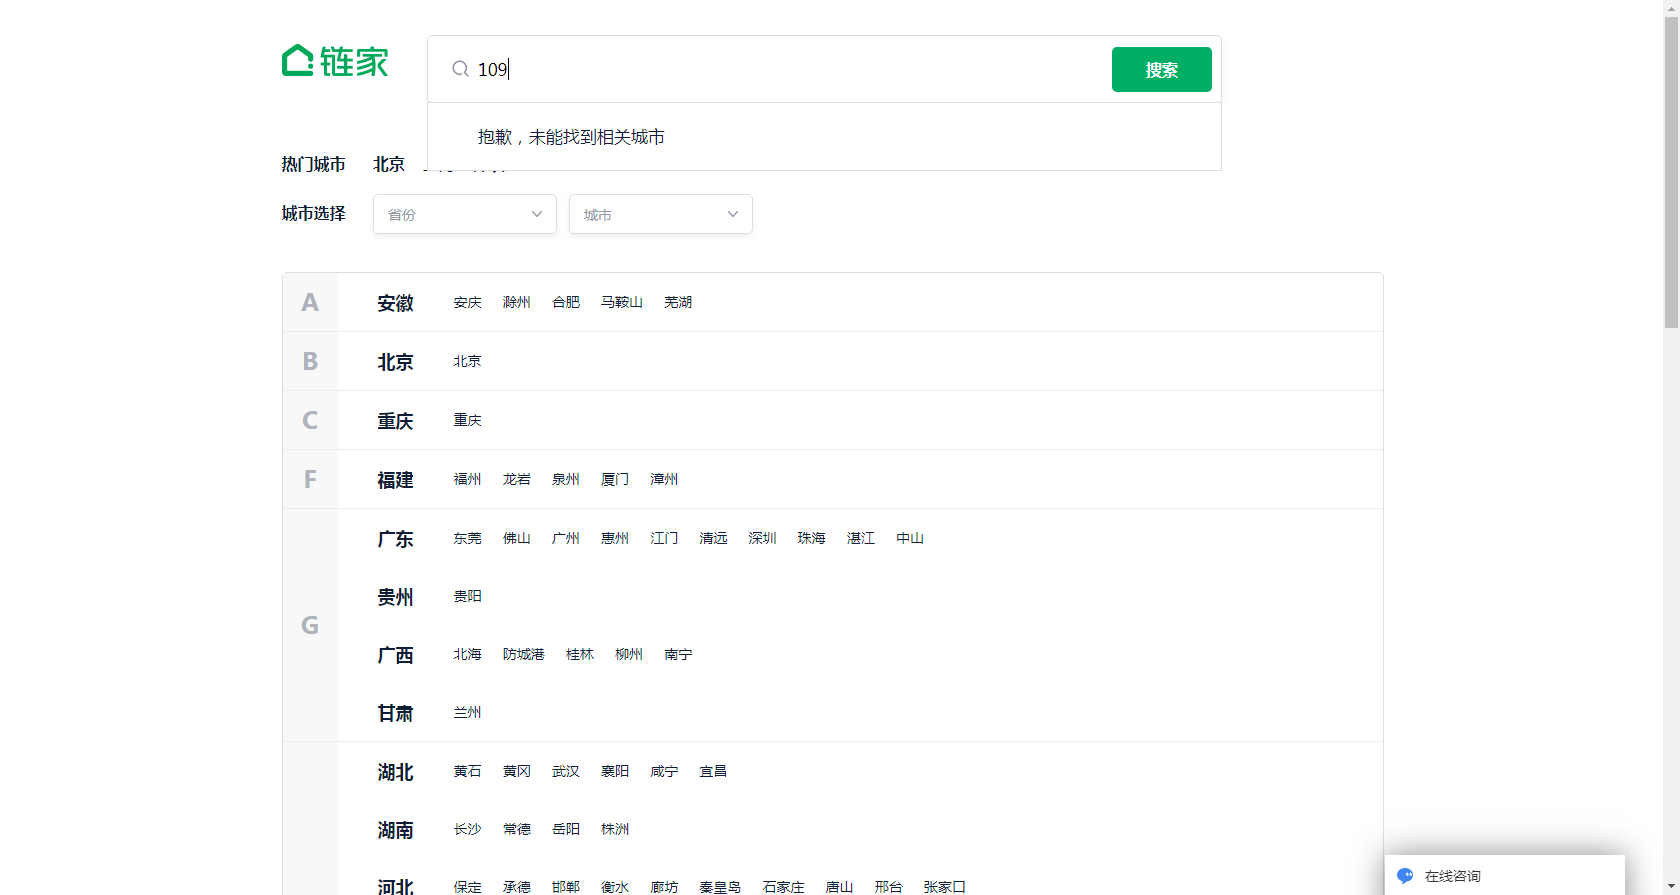 链家
109
搜索
抱歉，未能找到相关城市
热门城市 北京
城市选择 省份 城市
A 安徽 安庆 滁州 合肥 马鞍山 芜湖
B 北京 北京
C 重庆 重庆
F 福建 福州 龙岩 泉州 厦门 漳州
广东 东莞 佛山 广州 惠州 江门 清远 深圳 珠海 湛江 中山
贵州 贵阳
G
广西 北海 防城港 桂林 柳州 南宁
甘肃 兰州
湖北 黄石 黄冈 武汉 襄阳 咸宁 宜昌
湖南 长沙 常德 岳阳 株洲
河北 保定 承德 邯郸 衡水 廊坊 秦皇岛 石家庄 唐山 邢台 张家口
在线咨询